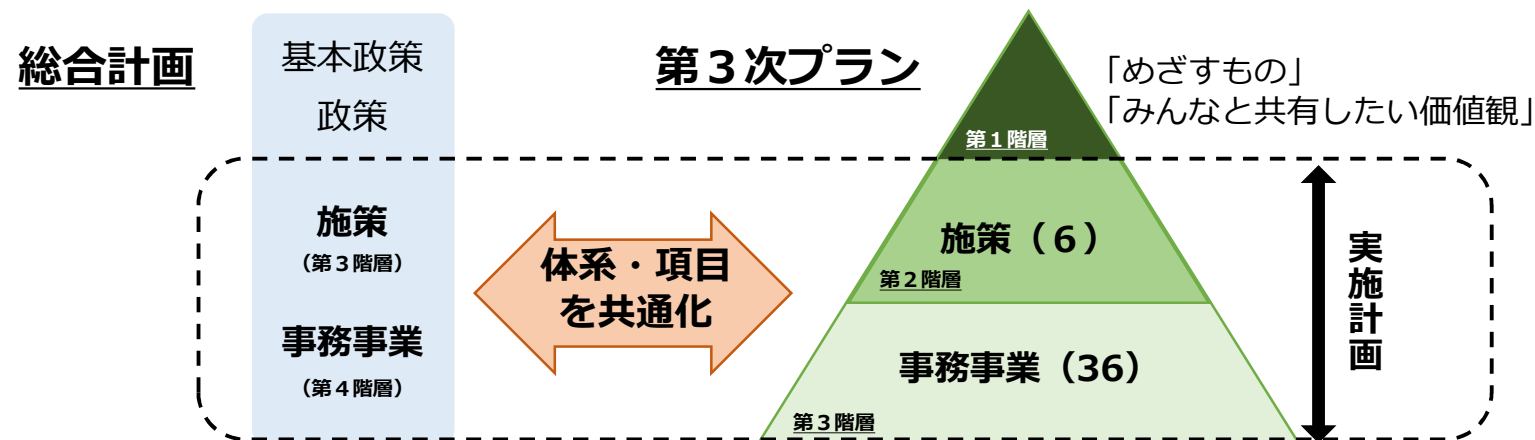 総合計画
基本政策
政策
施策
（第３階層）
事務事業
（第４階層）
体系・項目
を共通化
第３次プラン
「めざすもの」
「みんなと共有したい価値観」
第１階層
施策（６）
第２階層
事務事業（36）
第３階層
実施計画